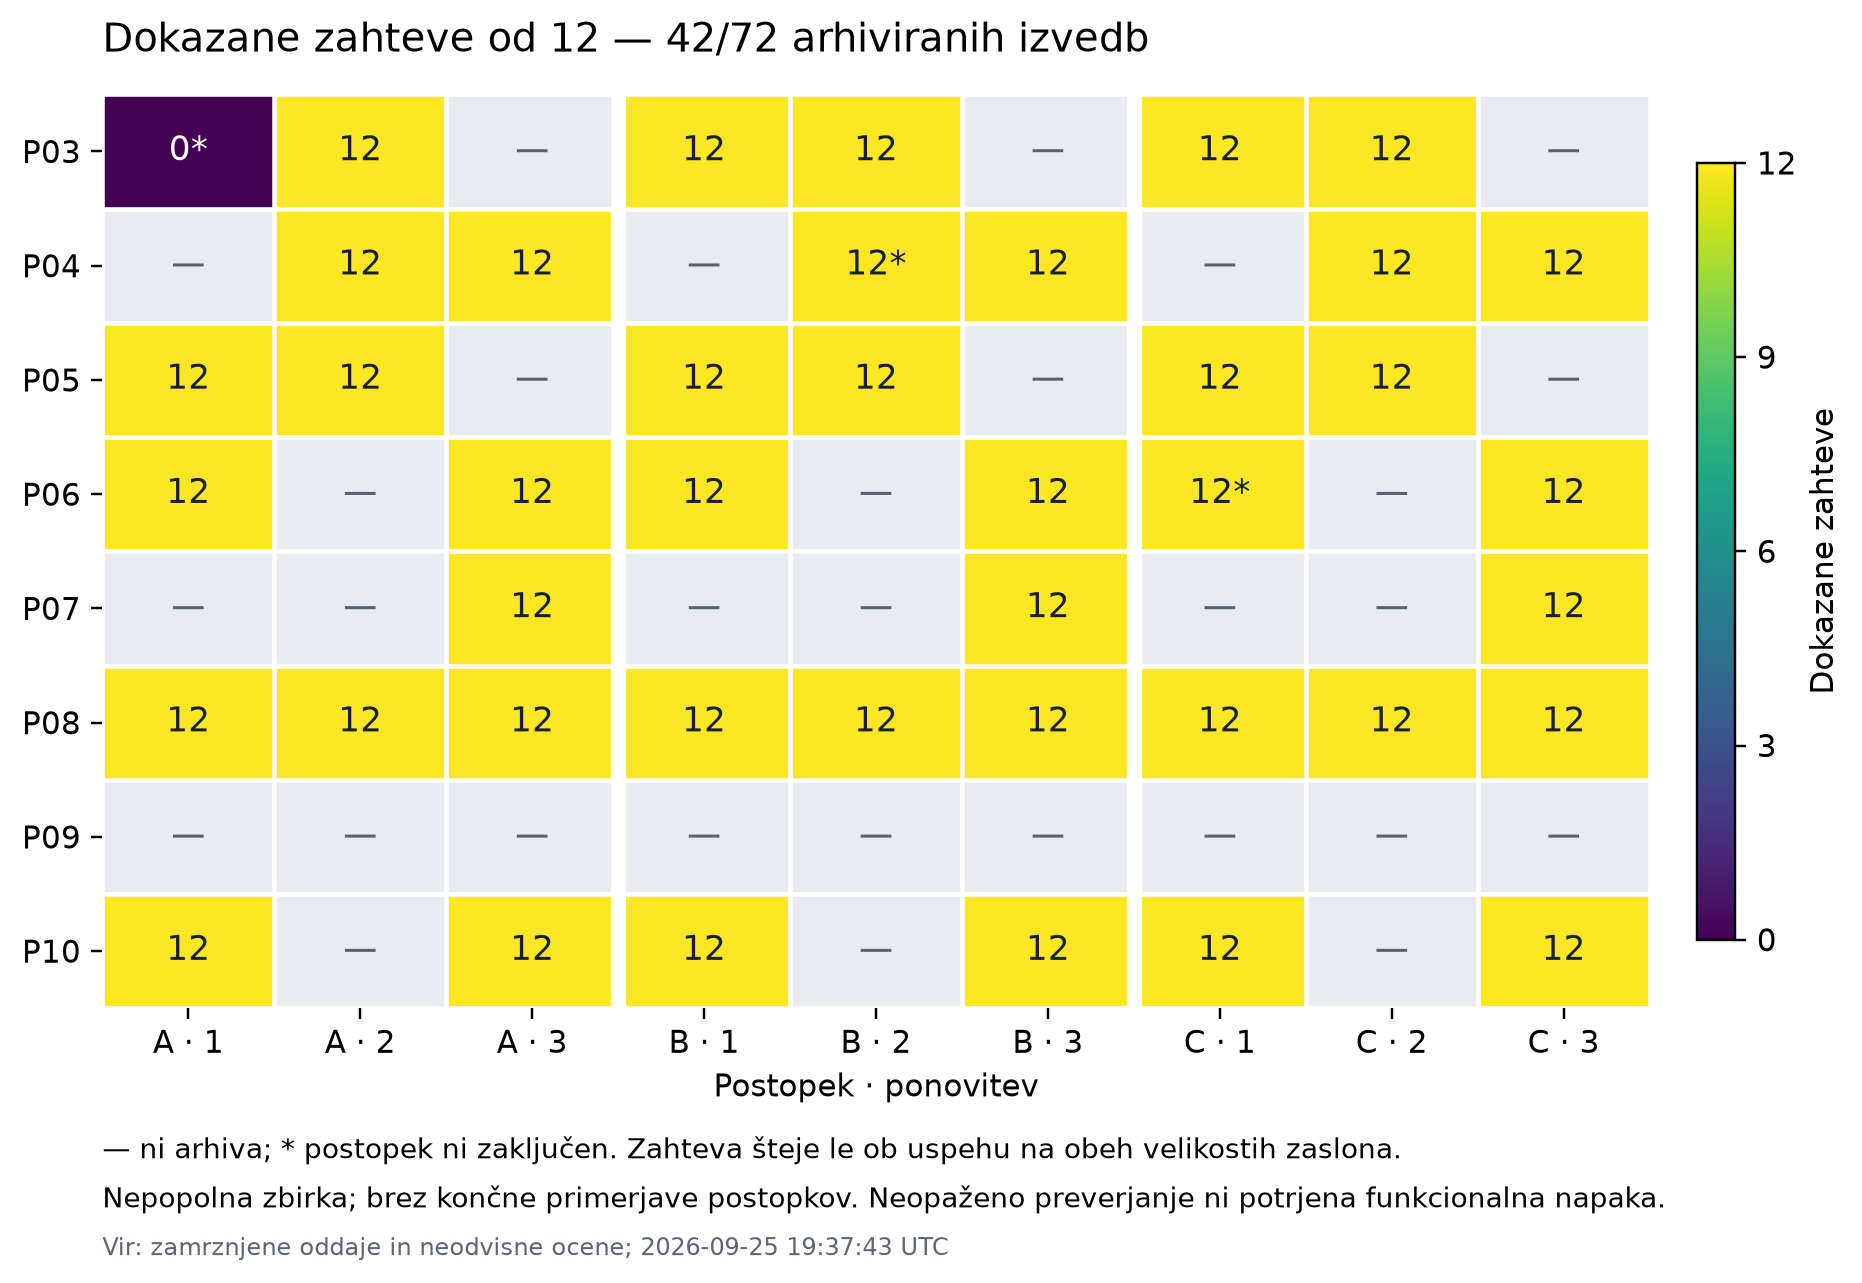 Dokazane zahteve od 12 — 42/72 arhiviranih izvedb
P03 0* 12 — 12 12 — 12 12 —
P04 — 12 12 — 12* 12 — 12 12
P05 12 12 — 12 12 — 12 12 —
P06 12 — 12 12 — 12 12* — 12
P07 — — 12 — — 12 — — 12
P08 12 12 12 12 12 12 12 12 12
P09 — — — — — — — — —
P10 12 — 12 12 — 12 12 — 12
A · 1 A · 2 A · 3 B · 1 B · 2 B · 3 C · 1 C · 2 C · 3
Postopek · ponovitev
12
9
6
3
0
Dokazane zahteve
— ni arhiva; * postopek ni zaključen. Zahteva šteje le ob uspehu na obeh velikostih zaslona.
Nepopolna zbirka; brez končne primerjave postopkov. Neopaženo preverjanje ni potrjena funkcionalna napaka.
Vir: zamrznjene oddaje in neodvisne ocene; 2026-09-25 19:37:43 UTC